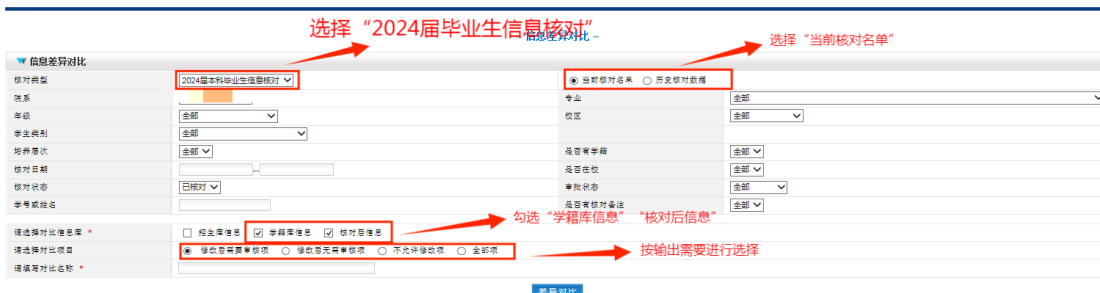 选择“2024届毕业生信息核对”
信息差异对比
选择“当前核对名单”
信息差异对比
核对类型 2024届本科毕业生信息核对 当前核对名单 历史核对数据
院系 专业 全部
年级 全部 校区 全部
学生类别 全部
培养层次 全部 是否有学籍 全部
核对日期 -- 是否在校 全部
核对状态 已核对 审批状态 全部
学号或姓名 是否有核对备注 全部
勾选“学籍库信息”“核对后信息”
请选择对比信息库 * 招生库信息 学籍库信息 核对后信息
请选择对比项目 修改后需要审核项 修改后无需审核项 不允许修改项 全部项
按输出需要进行选择
请填写对比名称 *
差异对比